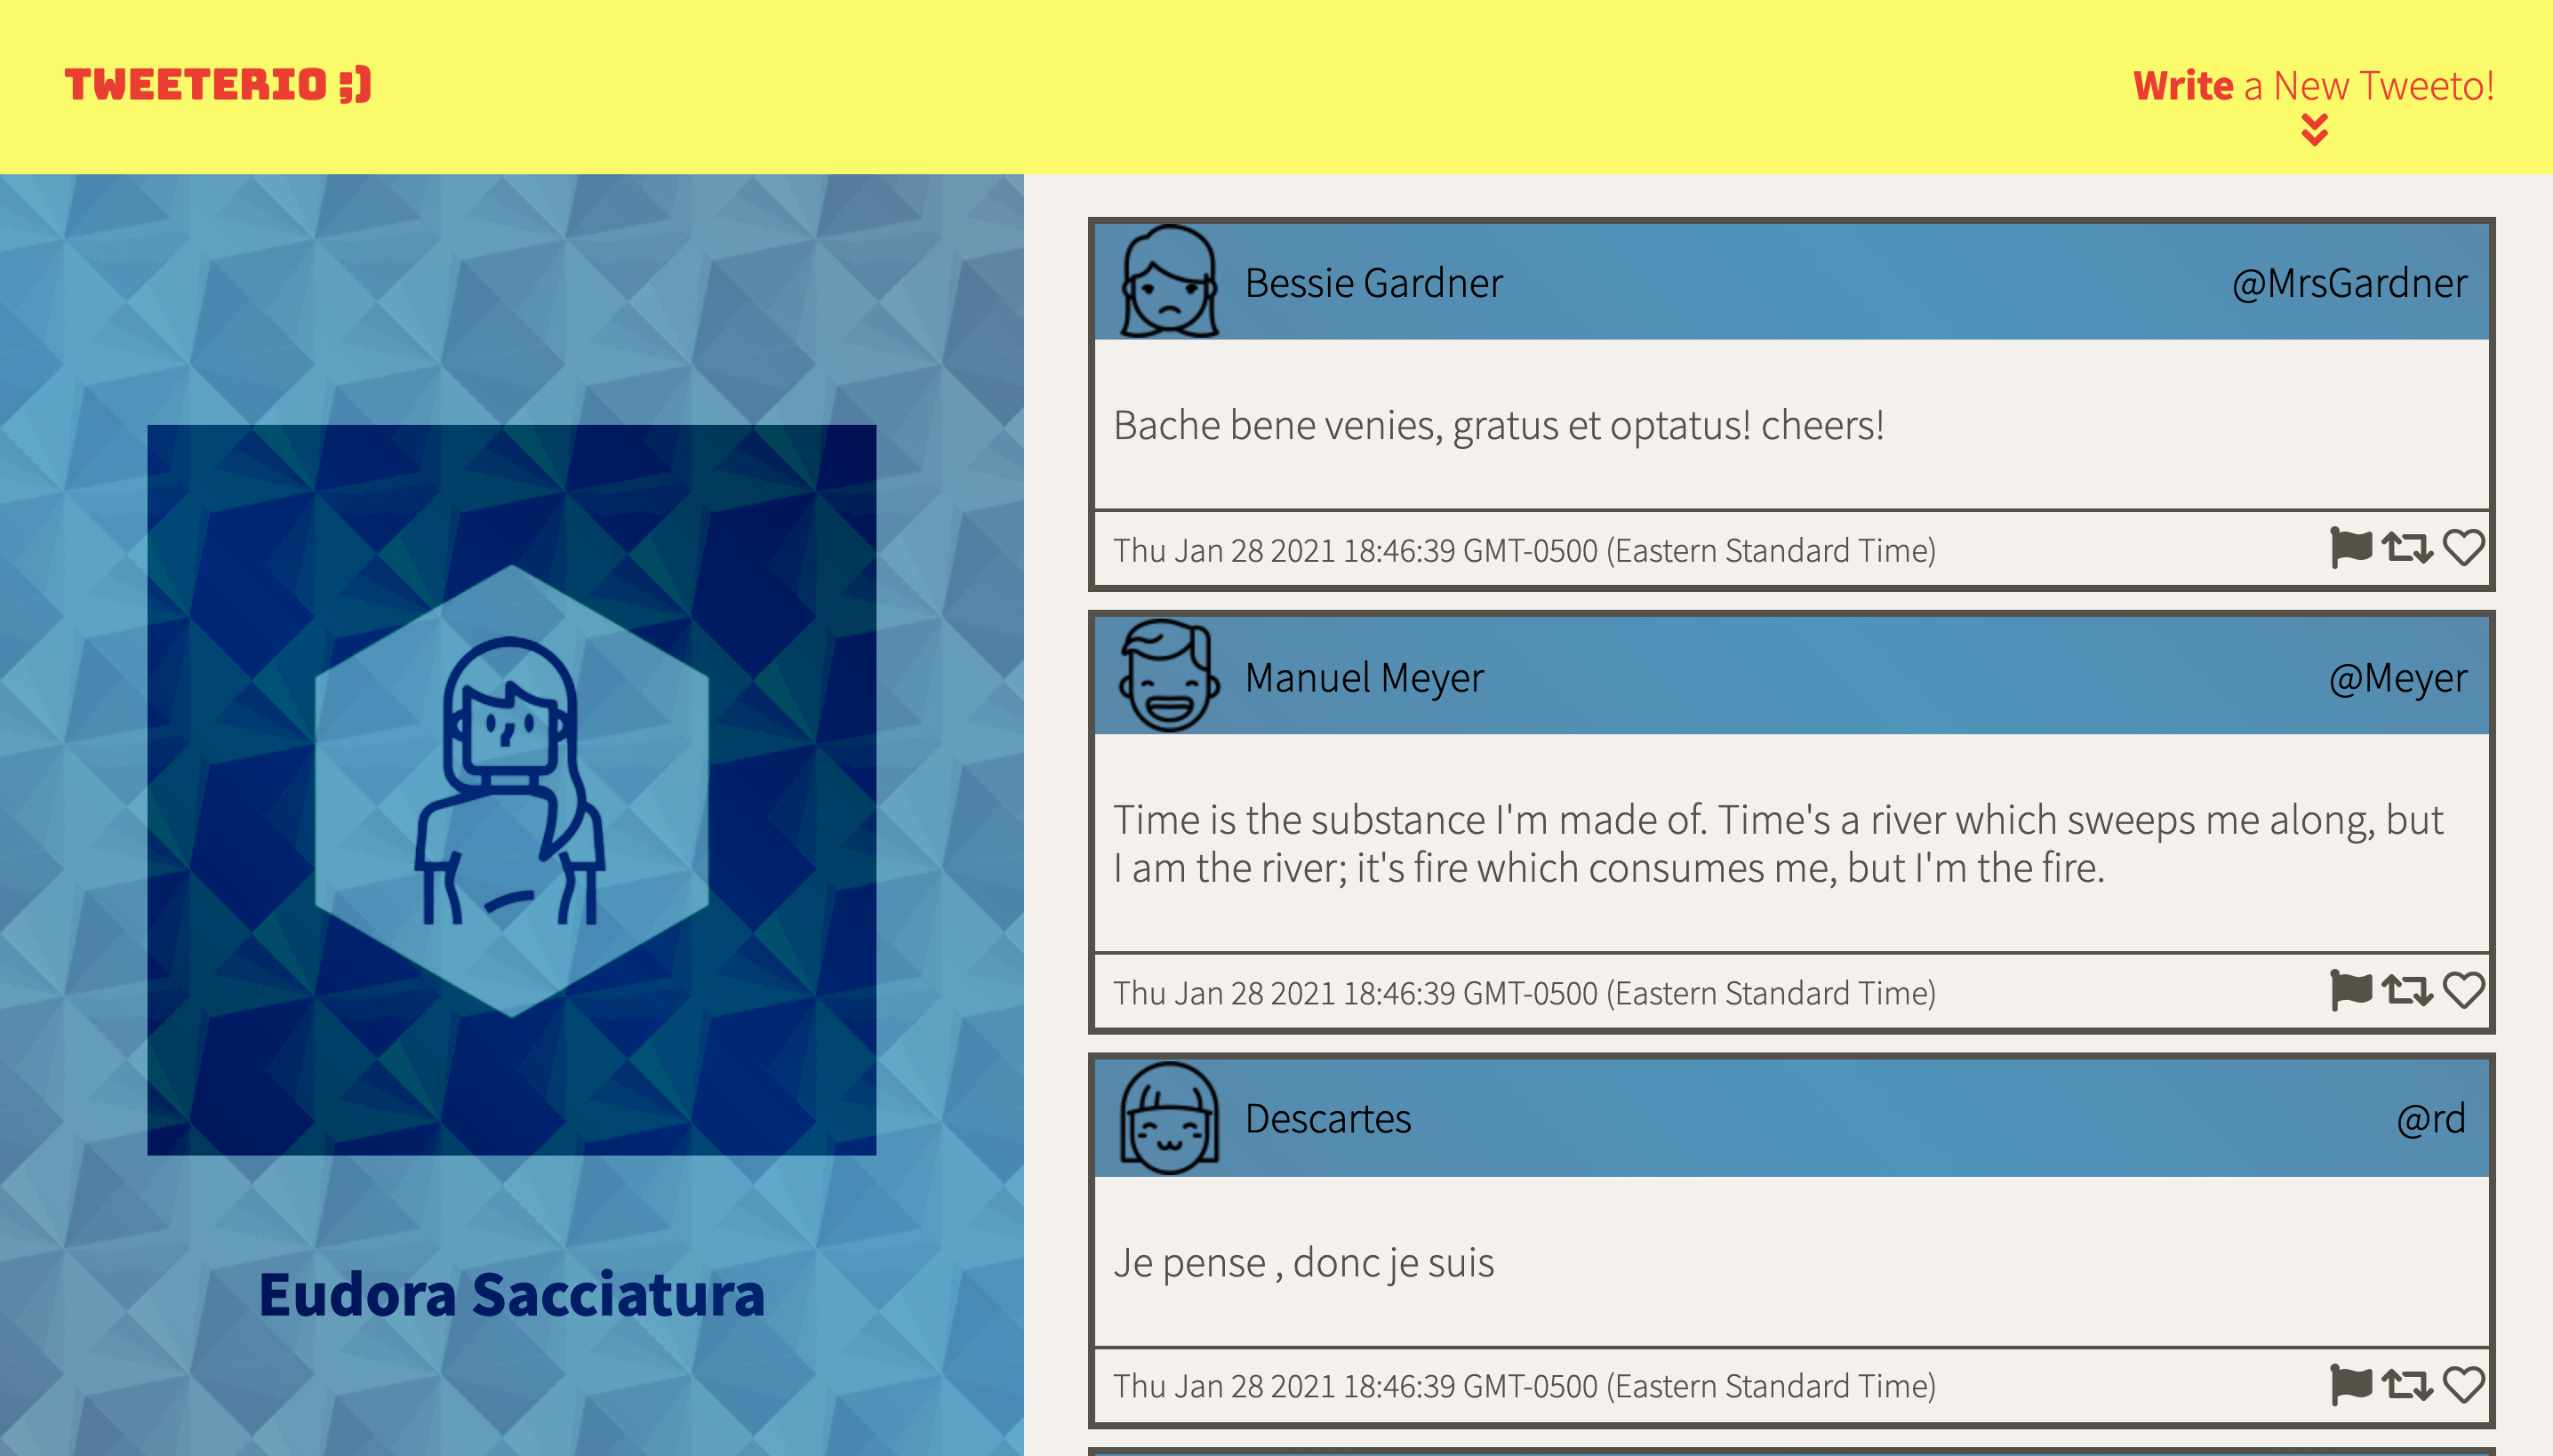 TWEETERIO ;)
Write a New Tweeto!
Eudora Sacciatura
Bessie Gardner
@MrsGardner
Bache bene venies, gratus et optatus! cheers!
Thu Jan 28 2021 18:46:39 GMT-0500 (Eastern Standard Time)
Manuel Meyer
@Meyer
Time is the substance I'm made of. Time's a river which sweeps me along, but
I am the river; it's fire which consumes me, but I'm the fire.
Thu Jan 28 2021 18:46:39 GMT-0500 (Eastern Standard Time)
Descartes
@rd
Je pense , donc je suis
Thu Jan 28 2021 18:46:39 GMT-0500 (Eastern Standard Time)